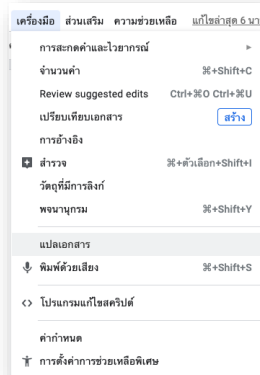 เครื่องมือ ส่วนเสริม ความช่วยเหลือ แก้ไขล่าสุด 6 นา
การสะกดคำและไวยากรณ์
จำนวนคำ ⌘+Shift+C
Review suggested edits Ctrl+⌘O Ctrl+⌘U
เปรียบเทียบเอกสาร สร้าง
การอ้างอิง
สำรวจ ⌘+ตัวเลือก+Shift+I
วัตถุที่มีการลิงก์
พจนานุกรม ⌘+Shift+Y
แปลเอกสาร
พิมพ์ด้วยเสียง ⌘+Shift+S
โปรแกรมแก้ไขสคริปต์
ค่ากำหนด
การตั้งค่าการช่วยเหลือพิเศษ